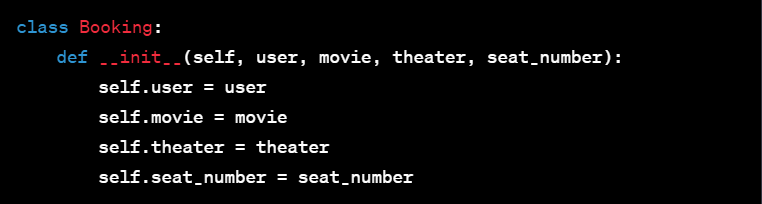 class Booking:
    def __init__(self, user, movie, theater, seat_number):
        self.user = user
        self.movie = movie
        self.theater = theater
        self.seat_number = seat_number